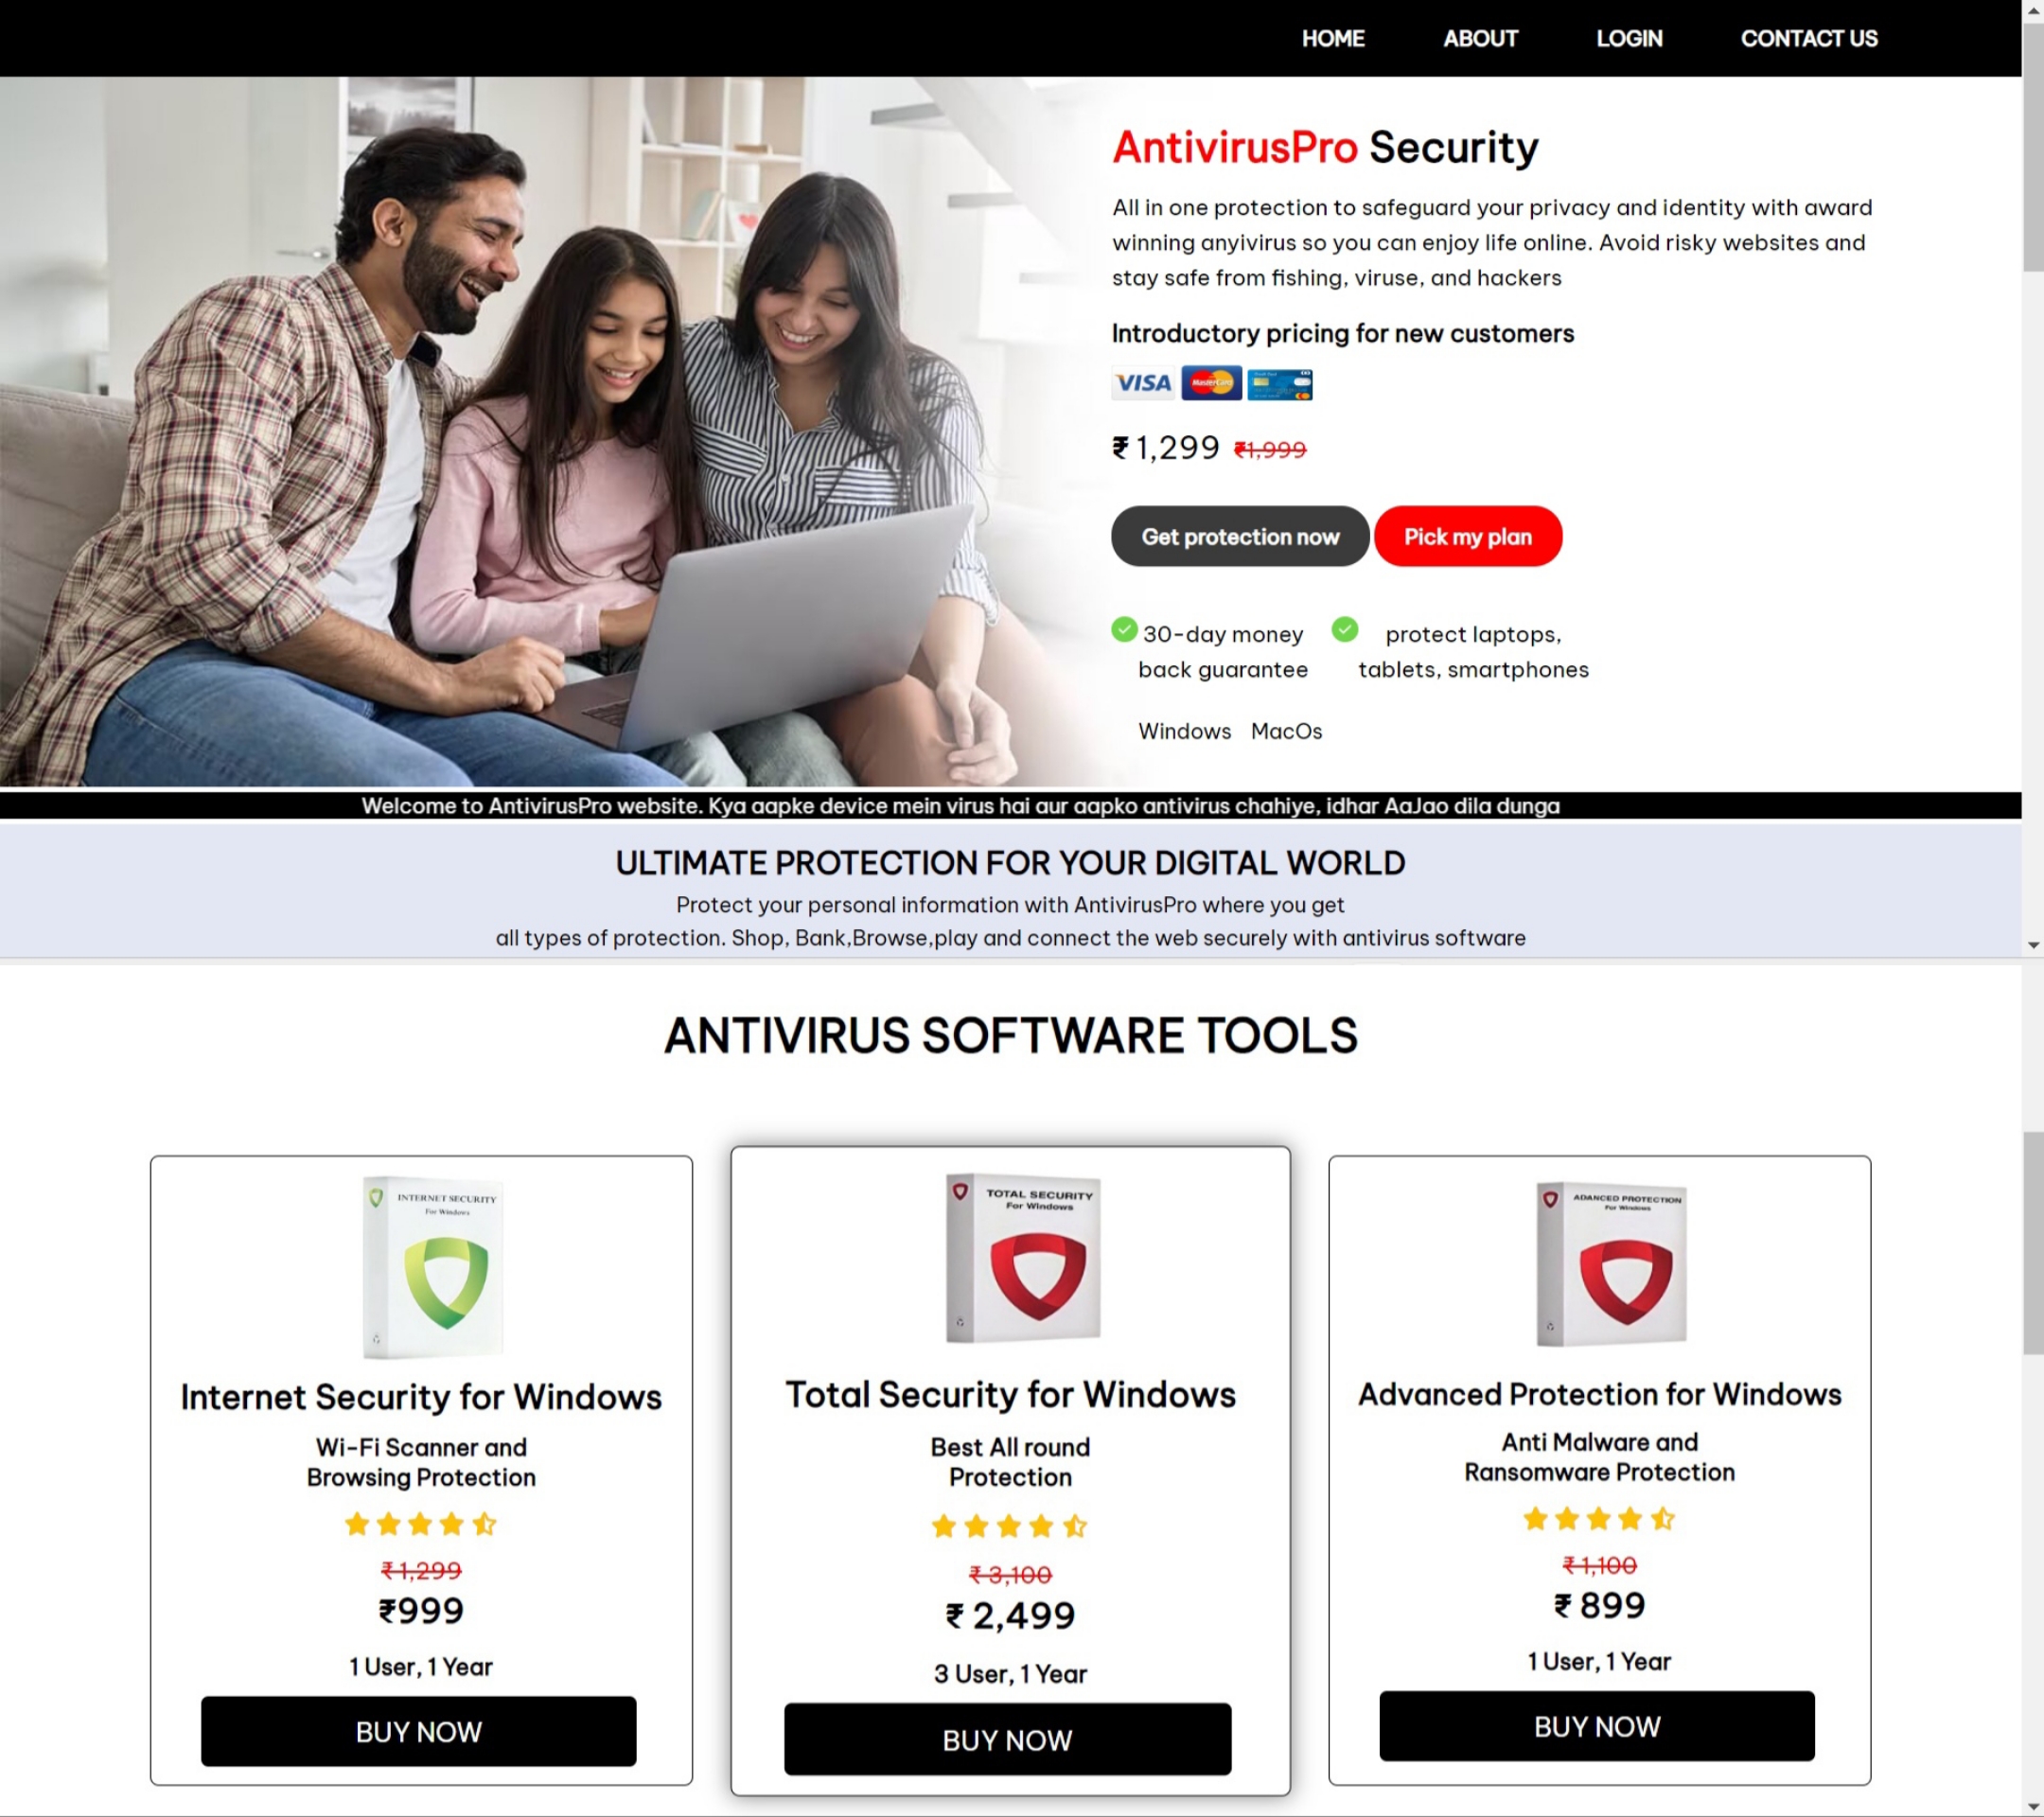 HOME ABOUT LOGIN CONTACT US
AntivirusPro Security
All in one protection to safeguard your privacy and identity with award
winning anyivirus so you can enjoy life online. Avoid risky websites and
stay safe from fishing, viruse, and hackers
Introductory pricing for new customers
VISA MasterCard
₹ 1,299 ₹1,999
Get protection now Pick my plan
30-day money
back guarantee
protect laptops,
tablets, smartphones
Windows MacOs
Welcome to AntivirusPro website. Kya aapke device mein virus hai aur aapko antivirus chahiye, idhar AaJao dila dunga
ULTIMATE PROTECTION FOR YOUR DIGITAL WORLD
Protect your personal information with AntivirusPro where you get
all types of protection. Shop, Bank,Browse,play and connect the web securely with antivirus software
ANTIVIRUS SOFTWARE TOOLS
INTERNET SECURITY
For Windows
Internet Security for Windows
Wi-Fi Scanner and
Browsing Protection
₹ 1,299
₹999
1 User, 1 Year
BUY NOW
TOTAL SECURITY
For Windows
Total Security for Windows
Best All round
Protection
₹ 3,100
₹ 2,499
3 User, 1 Year
BUY NOW
ADANCED PROTECTION
For Windows
Advanced Protection for Windows
Anti Malware and
Ransomware Protection
₹ 1,100
₹ 899
1 User, 1 Year
BUY NOW